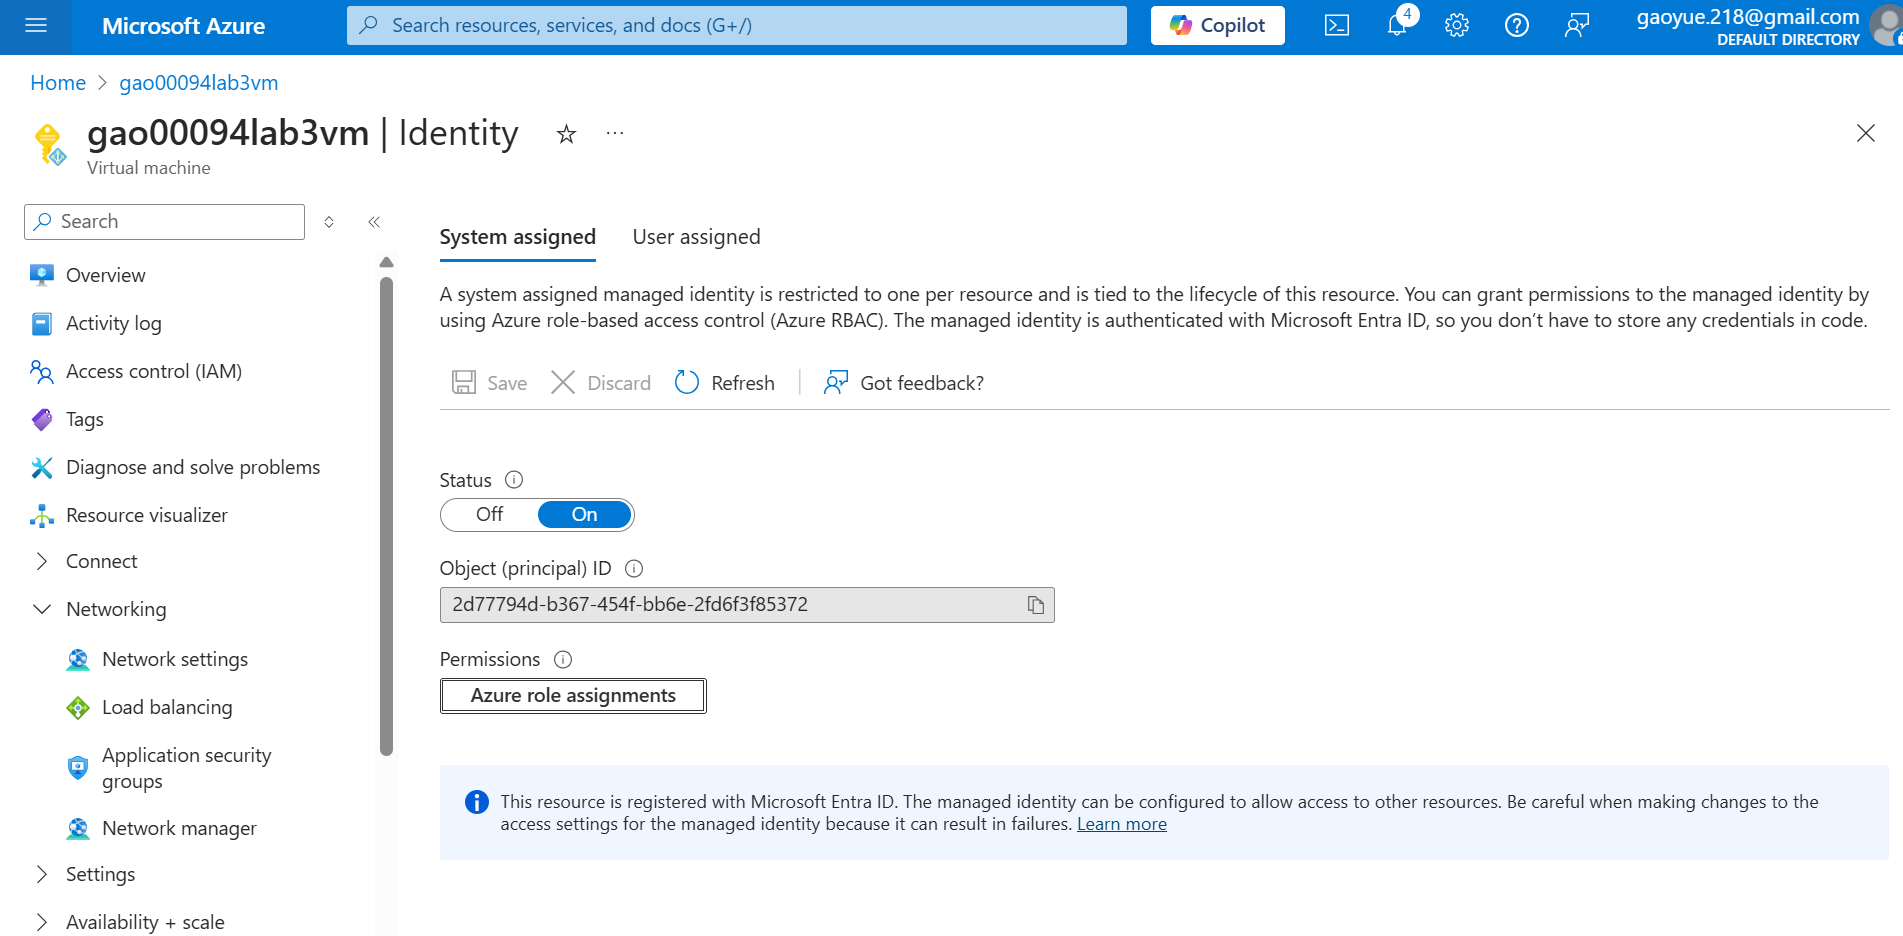 Microsoft Azure
Search resources, services, and docs (G+/)
Copilot
4
gaoyue.218@gmail.com
DEFAULT DIRECTORY
Home > gao00094lab3vm
gao00094lab3vm | Identity
Virtual machine
Search
Overview
Activity log
Access control (IAM)
Tags
Diagnose and solve problems
Resource visualizer
Connect
Networking
Network settings
Load balancing
Application security
groups
Network manager
Settings
Availability + scale
System assigned
User assigned
A system assigned managed identity is restricted to one per resource and is tied to the lifecycle of this resource. You can grant permissions to the managed identity by
using Azure role-based access control (Azure RBAC). The managed identity is authenticated with Microsoft Entra ID, so you don’t have to store any credentials in code.
Save
Discard
Refresh
Got feedback?
Status
Off
On
Object (principal) ID
2d77794d-b367-454f-bb6e-2fd6f3f85372
Permissions
Azure role assignments
This resource is registered with Microsoft Entra ID. The managed identity can be configured to allow access to other resources. Be careful when making changes to the
access settings for the managed identity because it can result in failures. Learn more